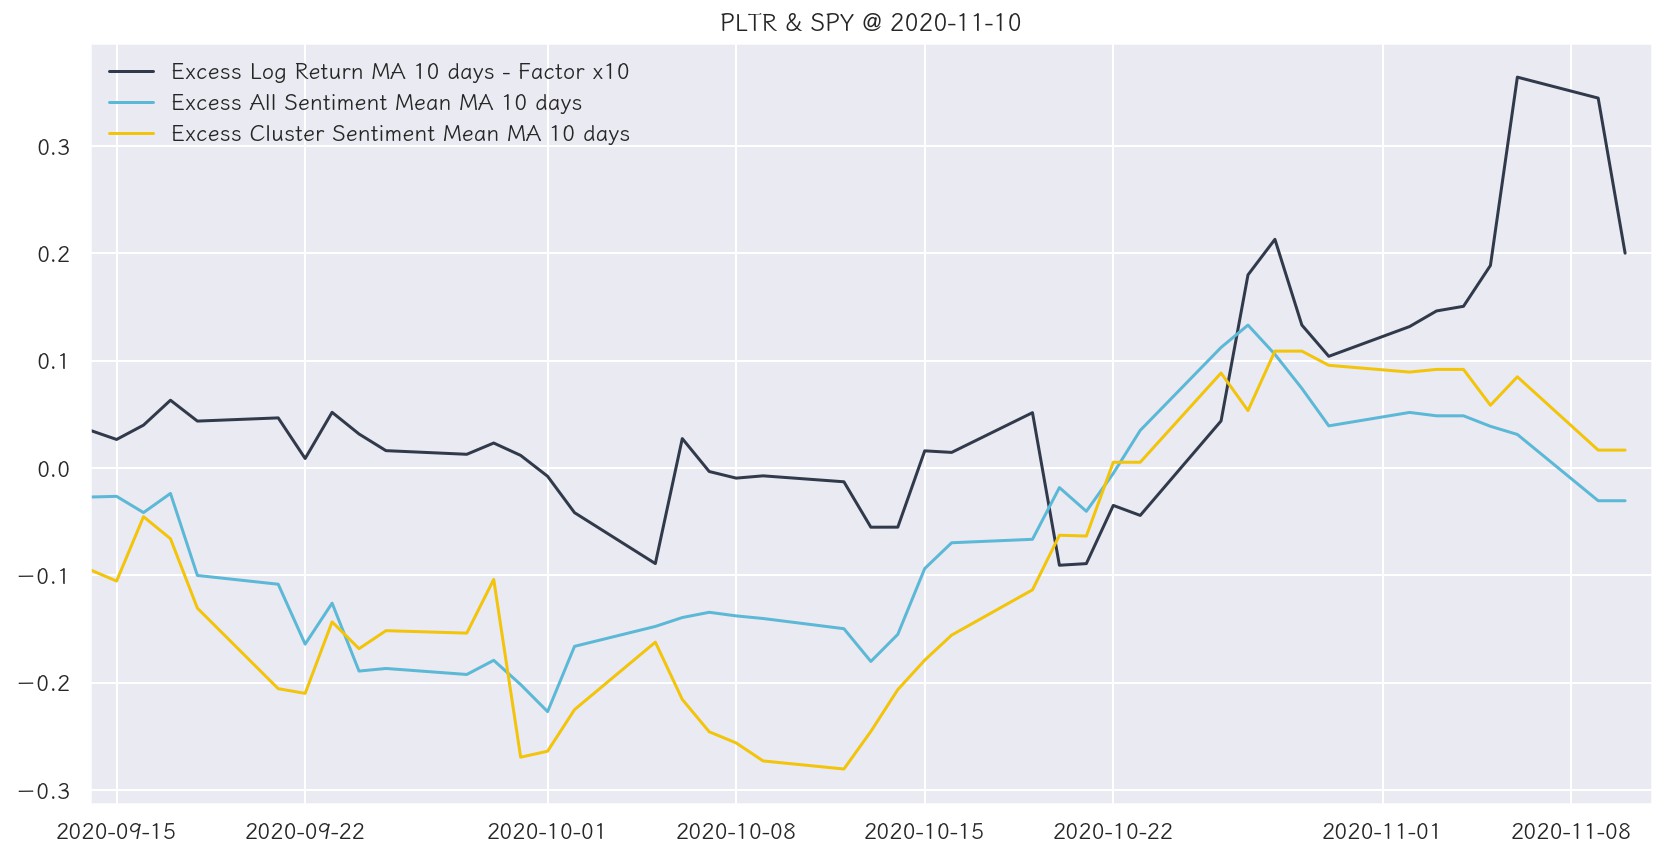 PLTR & SPY @ 2020-11-10
Excess Log Return MA 10 days - Factor x10
Excess All Sentiment Mean MA 10 days
Excess Cluster Sentiment Mean MA 10 days
0.3
0.2
0.1
0.0
−0.1
−0.2
−0.3
2020-09-15 2020-09-22 2020-10-01 2020-10-08 2020-10-15 2020-10-22 2020-11-01 2020-11-08